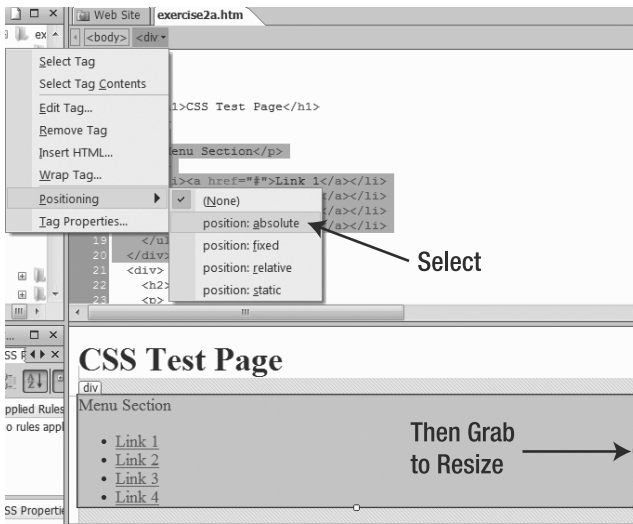 Web Site
exercise2a.htm
ex
<body> <div>
Select Tag
Select Tag Contents
Edit Tag...
Remove Tag
Insert HTML...
Wrap Tag...
Positioning
Tag Properties...
(None)
position: absolute
position: fixed
position: relative
position: static
1>CSS Test Page</h1>
enu Section</p>
i><a href="#">Link 1</a></li>
</a></li>
</a></li>
</a></li>
19 </ul
20 </div>
21 <div>
22 <h2>
23 <p>
Select
CSS Test Page
div
Menu Section
• Link 1
• Link 2
• Link 3
• Link 4
Then Grab
to Resize
pplied Rules
o rules appl
SS Propertie